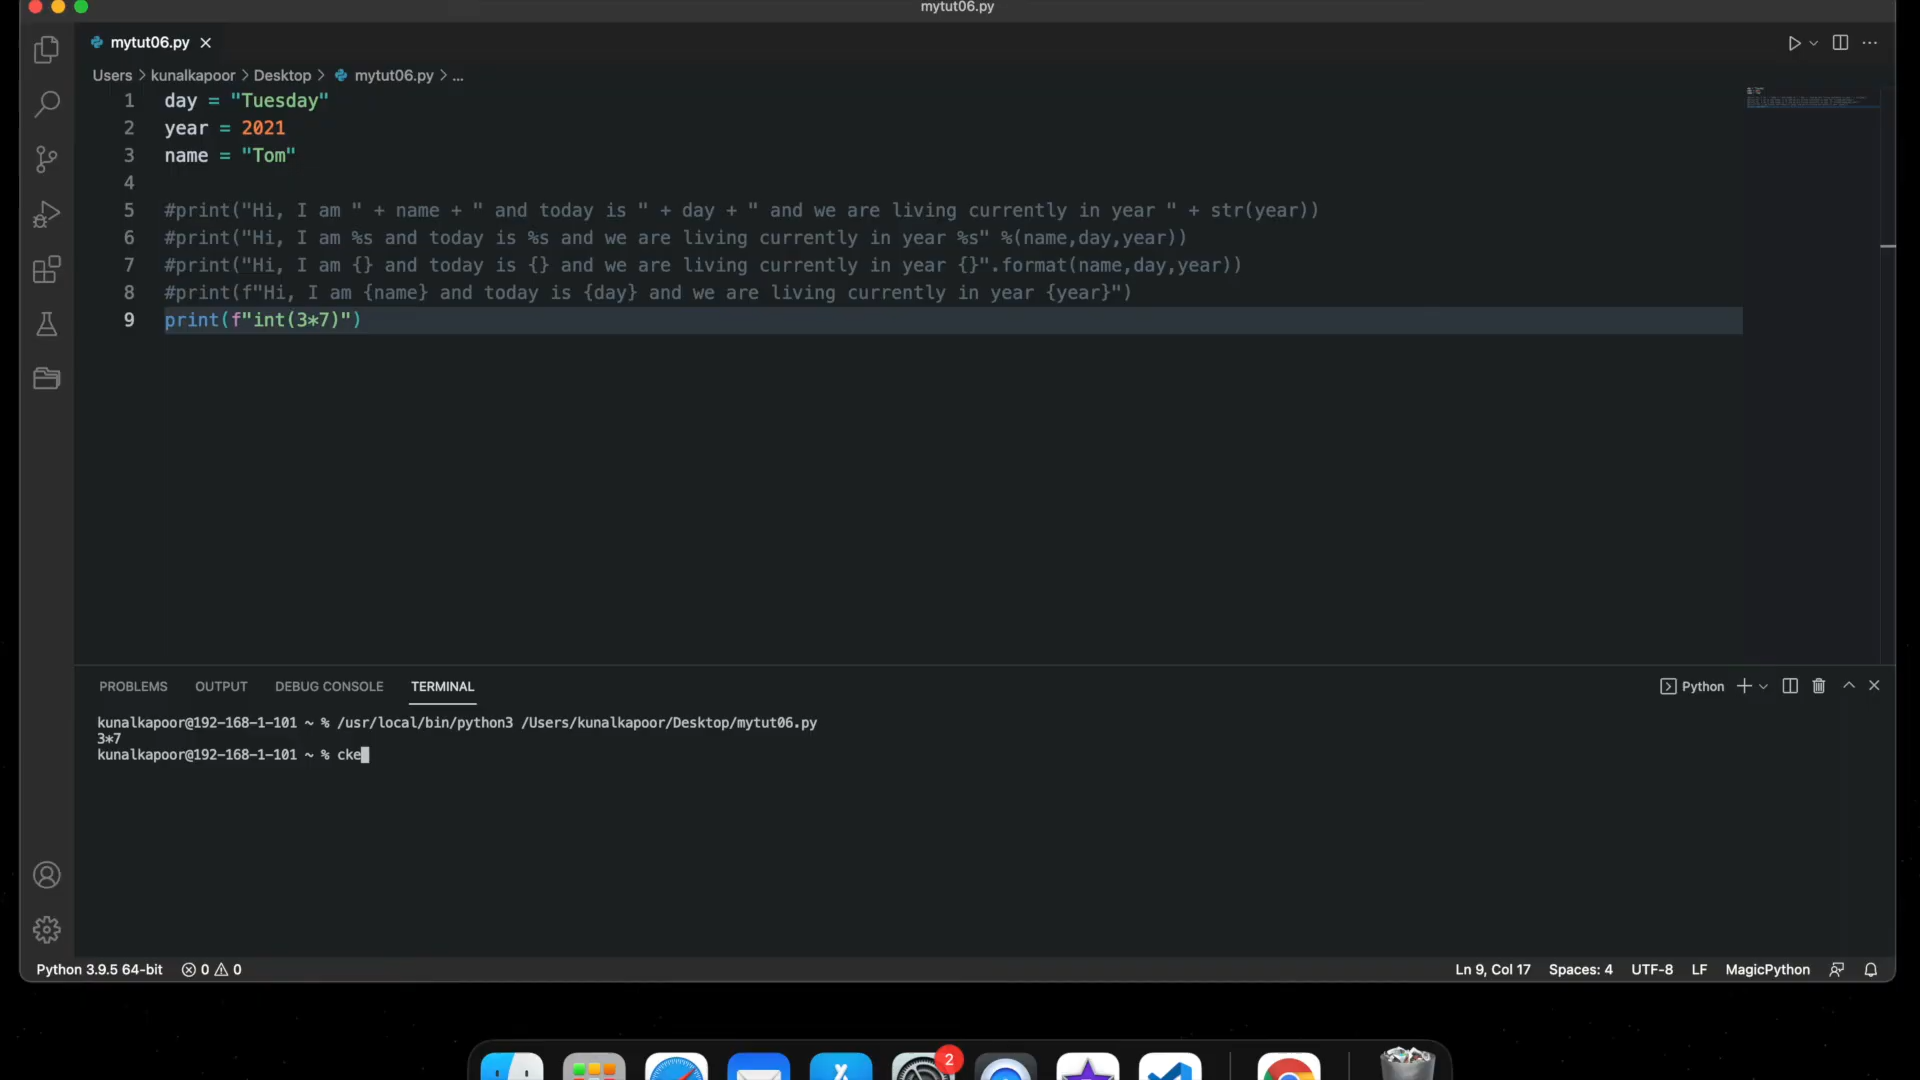 mytut06.py
mytut06.py
Users > kunalkapoor > Desktop > mytut06.py > ...
1 day = "Tuesday"
2 year = 2021
3 name = "Tom"
4
5 #print("Hi, I am " + name + " and today is " + day + " and we are living currently in year " + str(year))
6 #print("Hi, I am %s and today is %s and we are living currently in year %s" %(name,day,year))
7 #print("Hi, I am {} and today is {} and we are living currently in year {}".format(name,day,year))
8 #print(f"Hi, I am {name} and today is {day} and we are living currently in year {year}")
9 print(f"int(3*7)")
PROBLEMS OUTPUT DEBUG CONSOLE TERMINAL Python
kunalkapoor@192-168-1-101 ~ % /usr/local/bin/python3 /Users/kunalkapoor/Desktop/mytut06.py
3*7
kunalkapoor@192-168-1-101 ~ % cke
Python 3.9.5 64-bit 0 0 Ln 9, Col 17 Spaces: 4 UTF-8 LF MagicPython
2